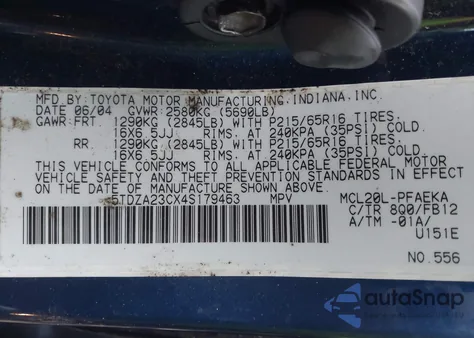 MFD.BY:TOYOTA MOTOR MANUFACTURING,INDIANA,INC.
DATE 06/04 GVWR: 2580KG (5690LB)
GAWR:FRT 1290KG (2845LB) WITH P215/65R16 TIRES,
16X6.5JJ RIMS, AT 240KPA (35PSI) COLD.
RR 1290KG (2845LB) WITH P215/65R16 TIRES,
16X6.5JJ RIMS, AT 240KPA (35PSI) COLD.
THIS VEHICLE CONFORMS TO ALL APPLICABLE FEDERAL MOTOR
VEHICLE SAFETY AND THEFT PREVENTION STANDARDS IN EFFECT
ON THE DATE OF MANUFACTURE SHOWN ABOVE.
5TDZA23CX4S179463 MPV MCL20L-PFAEKA
C/TR 8Q0/FB12
A/TM -01A/
U151E
NO.556
autoSnap